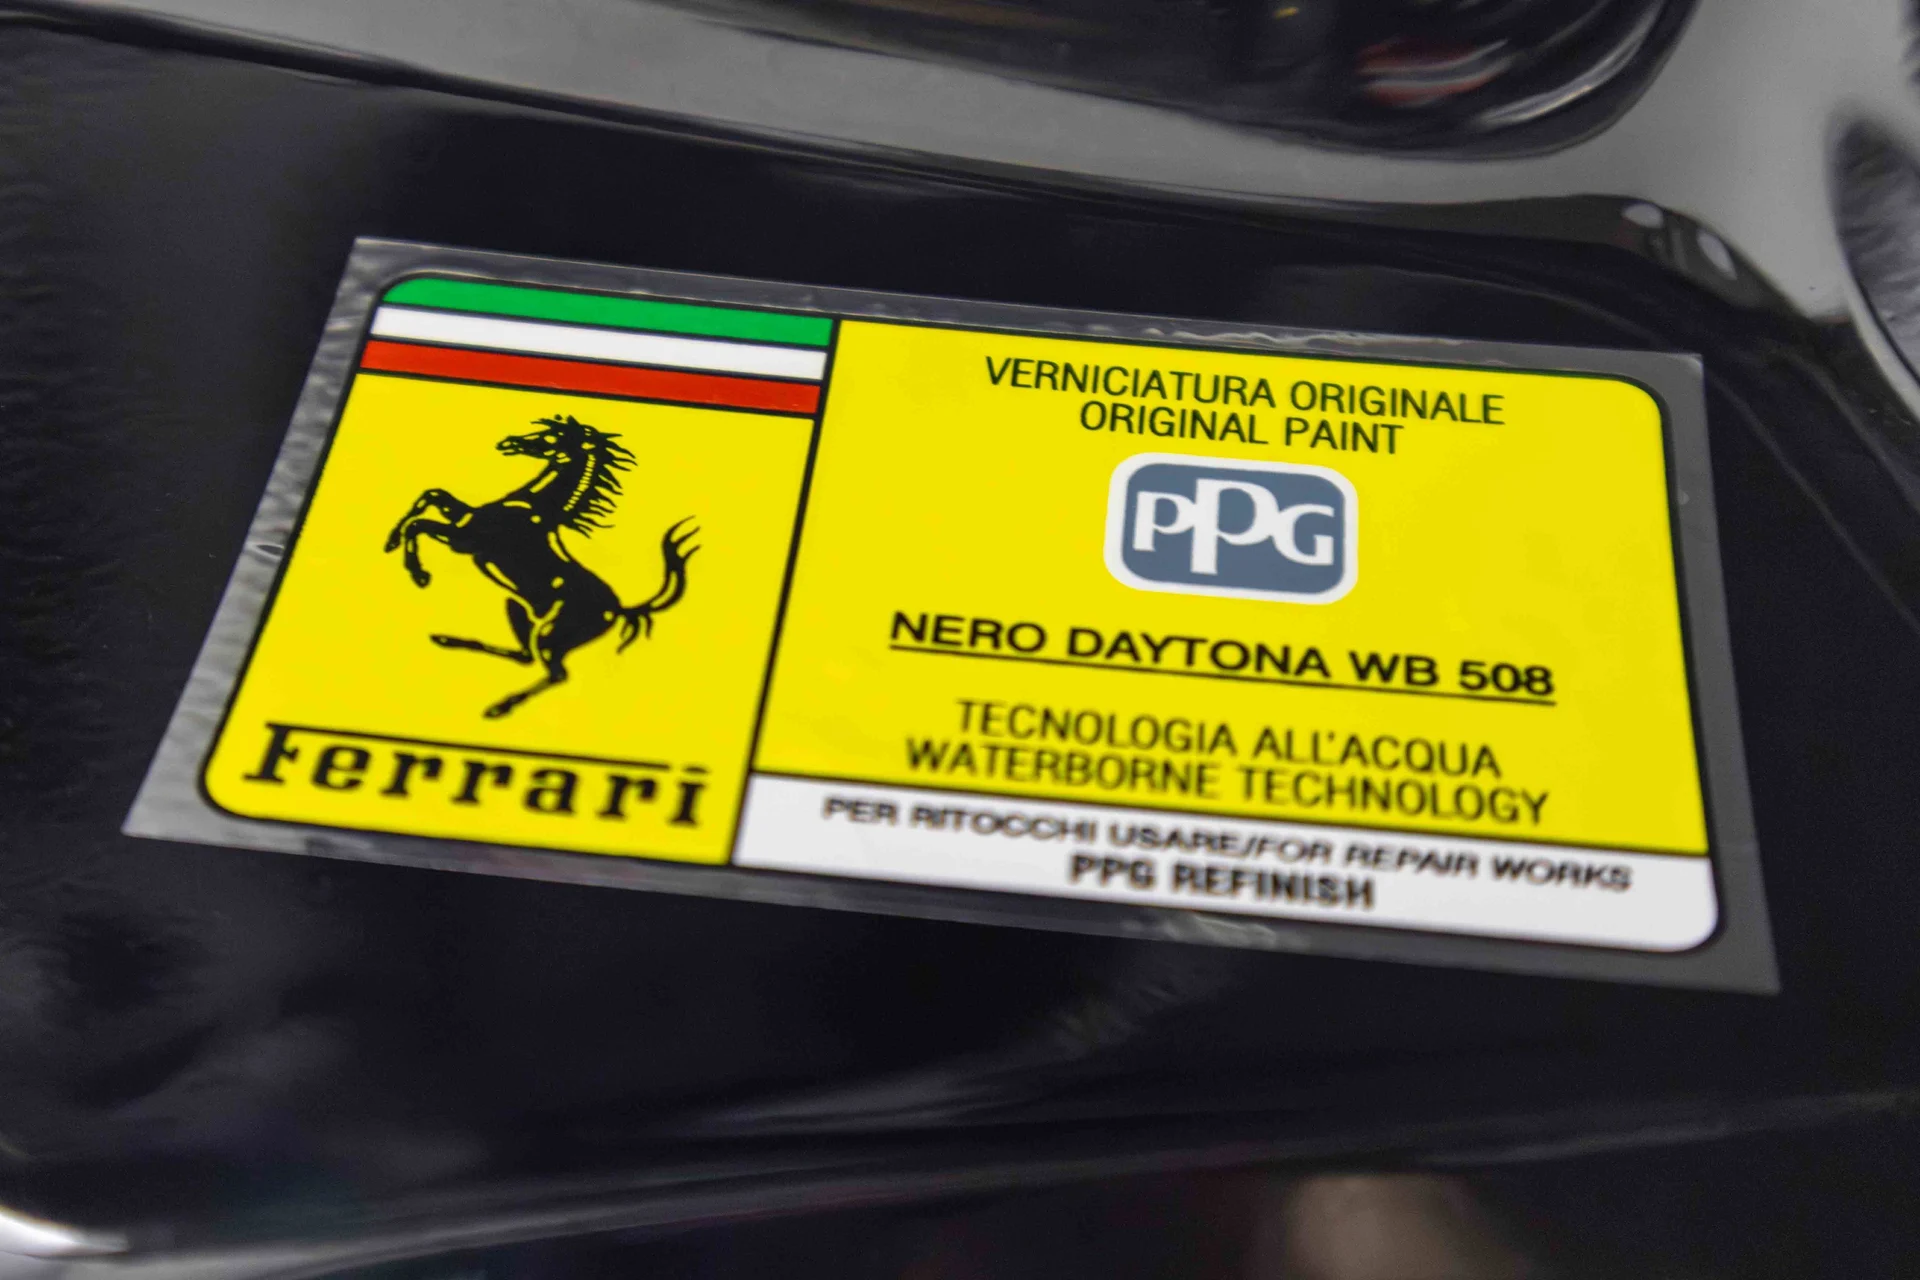 Ferrari
VERNICIATURA ORIGINALE
ORIGINAL PAINT
PPG
NERO DAYTONA WB 508
TECNOLOGIA ALL'ACQUA
WATERBORNE TECHNOLOGY
PER RITOCCHI USARE/FOR REPAIR WORKS
PPG REFINISH